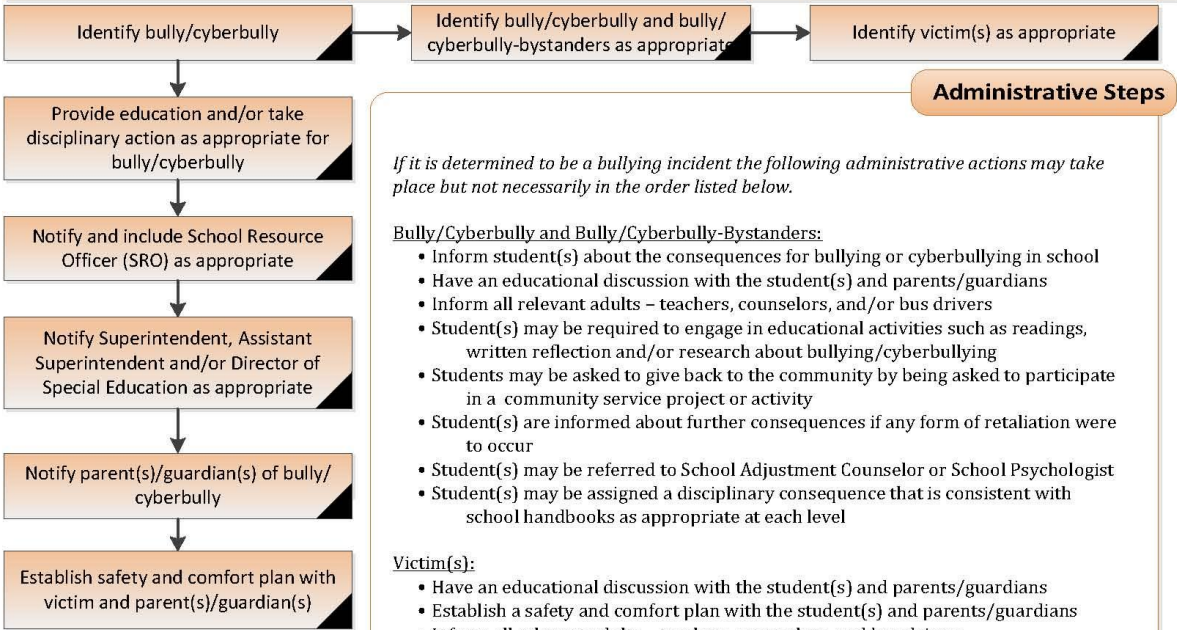 Identify bully/cyberbully
Identify bully/cyberbully and bully/
cyberbully-bystanders as appropriate
Identify victim(s) as appropriate
Provide education and/or take
disciplinary action as appropriate for
bully/cyberbully
Notify and include School Resource
Officer (SRO) as appropriate
Notify Superintendent, Assistant
Superintendent and/or Director of
Special Education as appropriate
Notify parent(s)/guardian(s) of bully/
cyberbully
Establish safety and comfort plan with
victim and parent(s)/guardian(s)
Administrative Steps
If it is determined to be a bullying incident the following administrative actions may take
place but not necessarily in the order listed below.
Bully/Cyberbully and Bully/Cyberbully-Bystanders:
• Inform student(s) about the consequences for bullying or cyberbullying in school
• Have an educational discussion with the student(s) and parents/guardians
• Inform all relevant adults – teachers, counselors, and/or bus drivers
• Student(s) may be required to engage in educational activities such as readings,
written reflection and/or research about bullying/cyberbullying
• Students may be asked to give back to the community by being asked to participate
in a community service project or activity
• Student(s) are informed about further consequences if any form of retaliation were
to occur
• Student(s) may be referred to School Adjustment Counselor or School Psychologist
• Student(s) may be assigned a disciplinary consequence that is consistent with
school handbooks as appropriate at each level
Victim(s):
• Have an educational discussion with the student(s) and parents/guardians
• Establish a safety and comfort plan with the student(s) and parents/guardians